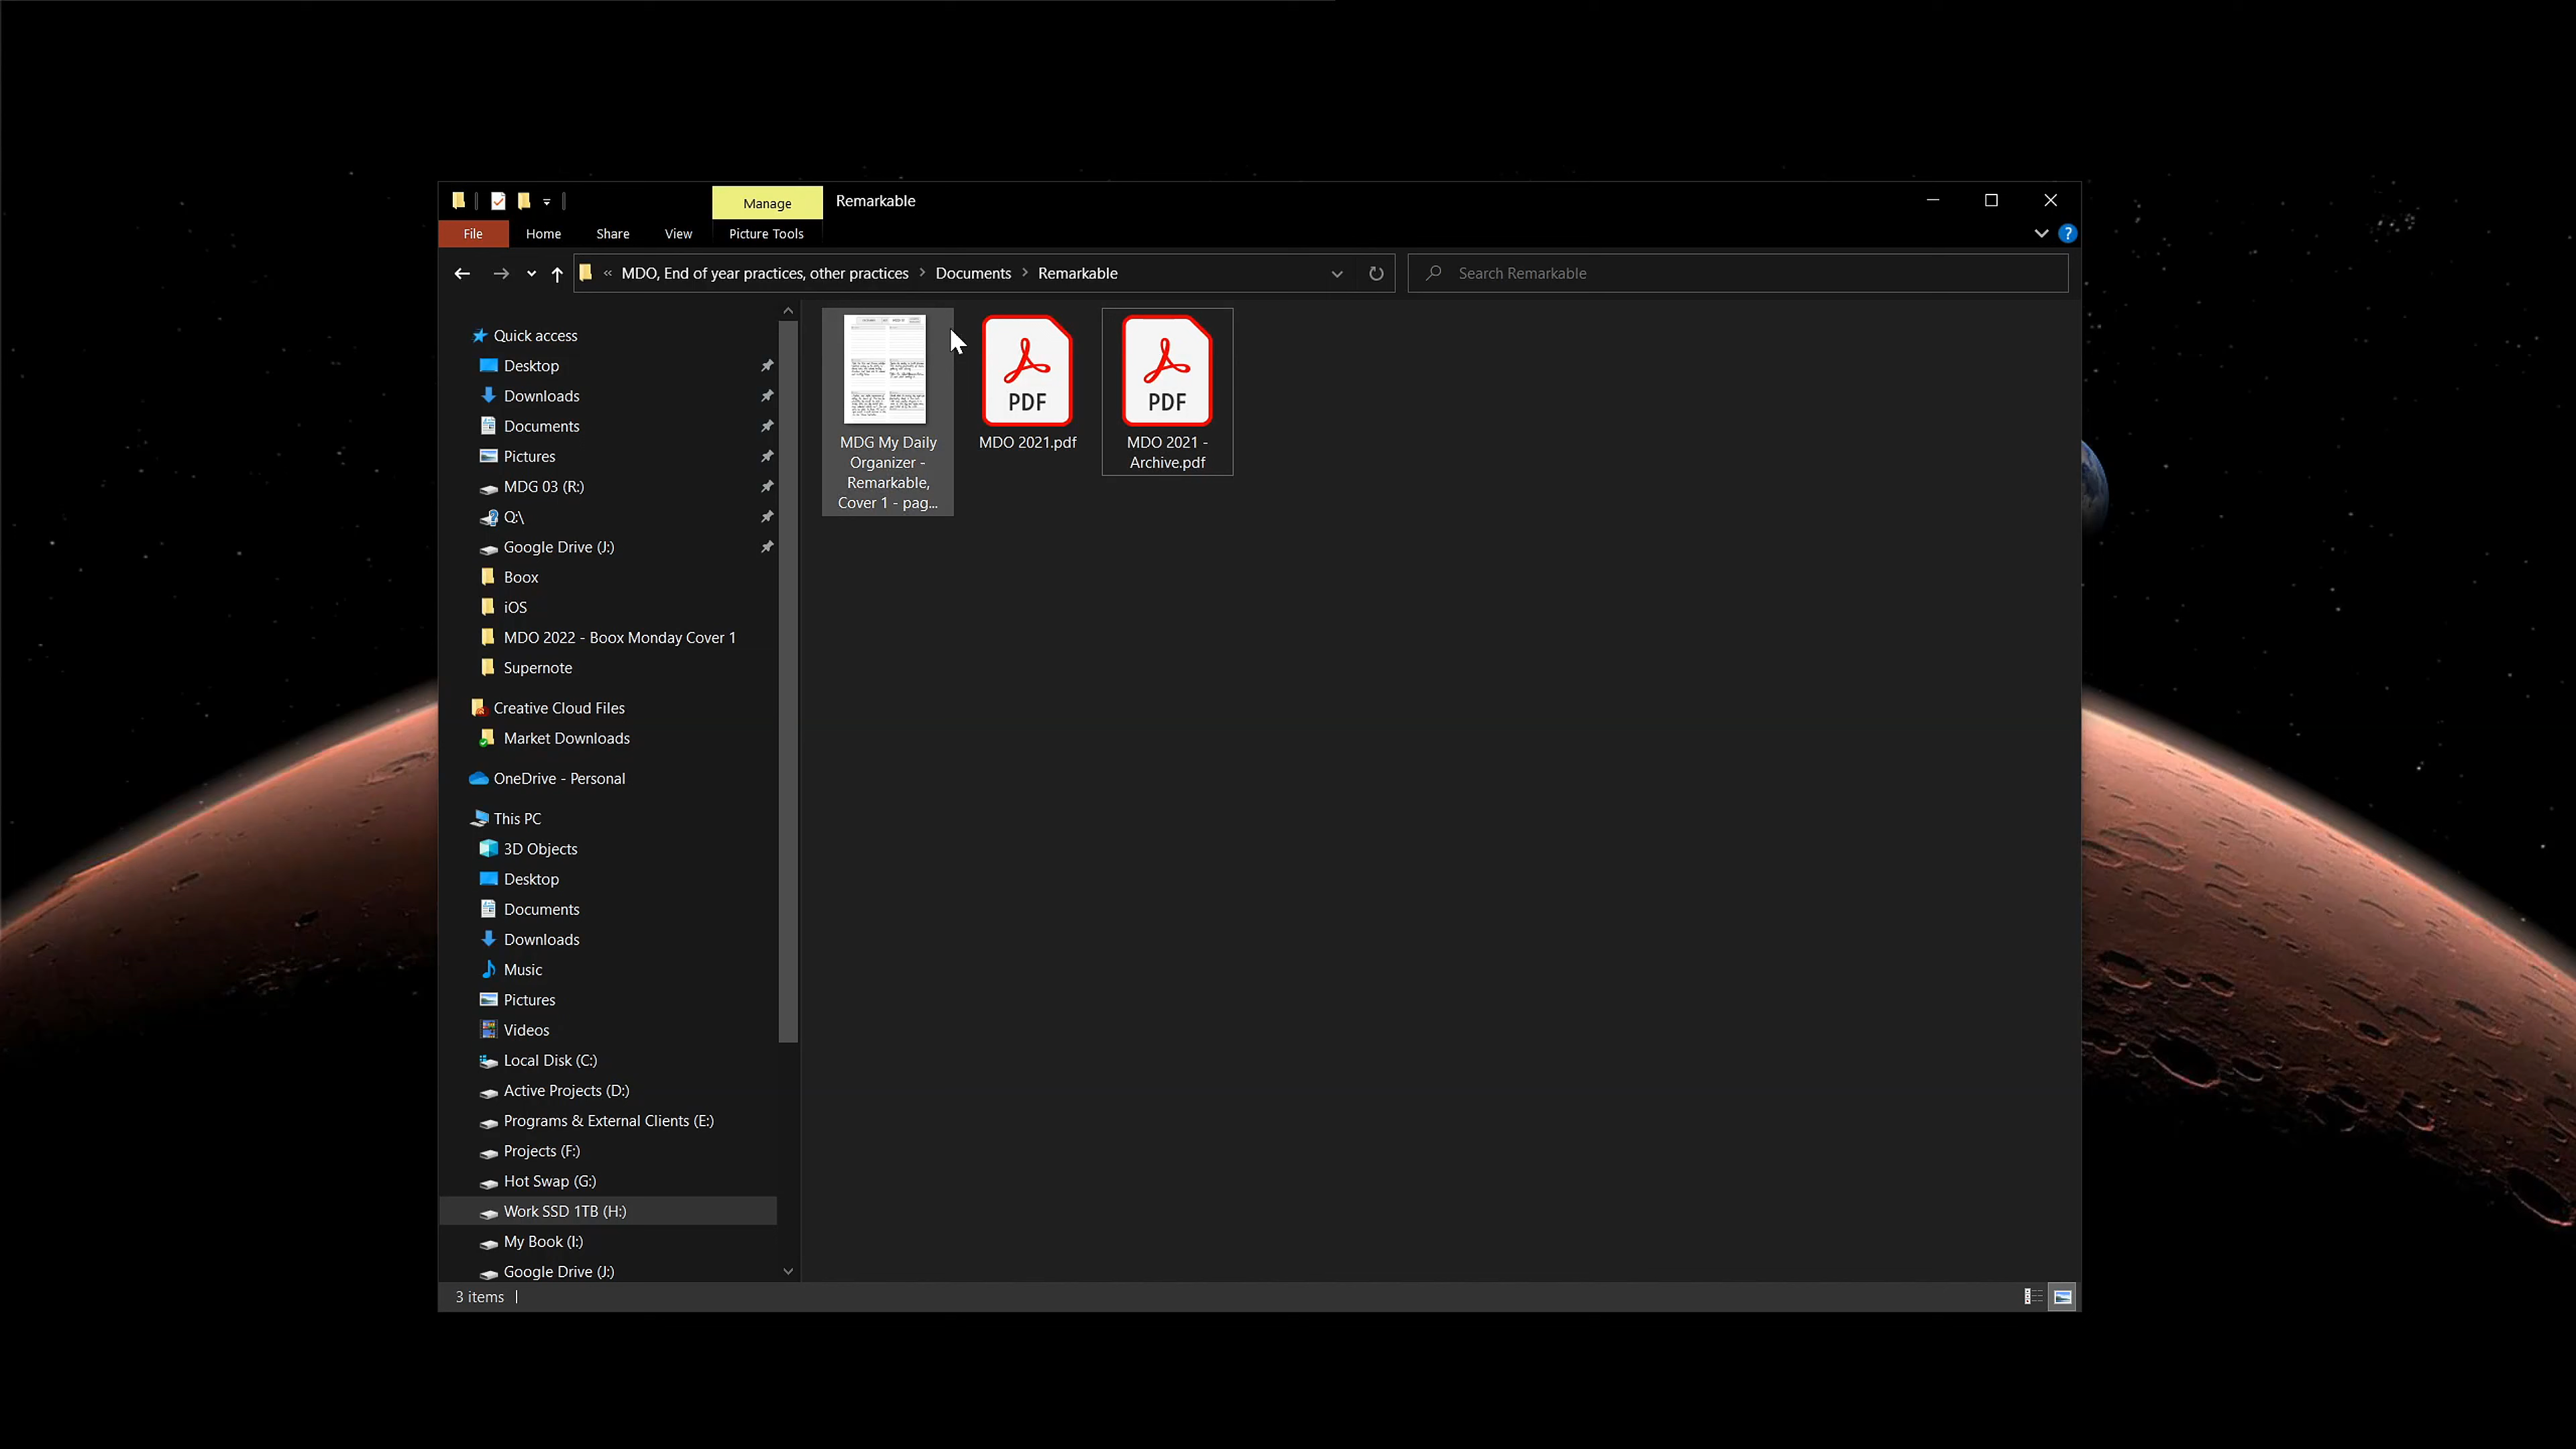 Manage
Remarkable
File
Home
Share
View
Picture Tools
?
« MDO, End of year practices, other practices > Documents > Remarkable
Search Remarkable
Quick access
Desktop
Downloads
Documents
Pictures
MDG 03 (R:)
Q:\
Google Drive (J:)
Boox
iOS
MDO 2022 - Boox Monday Cover 1
Supernote
Creative Cloud Files
Market Downloads
OneDrive - Personal
This PC
3D Objects
Desktop
Documents
Downloads
Music
Pictures
Videos
Local Disk (C:)
Active Projects (D:)
Programs & External Clients (E:)
Projects (F:)
Hot Swap (G:)
Work SSD 1TB (H:)
My Book (I:)
Google Drive (J:)
MDG My Daily
Organizer -
Remarkable,
Cover 1 - pag...
PDF
MDO 2021.pdf
PDF
MDO 2021 -
Archive.pdf
3 items